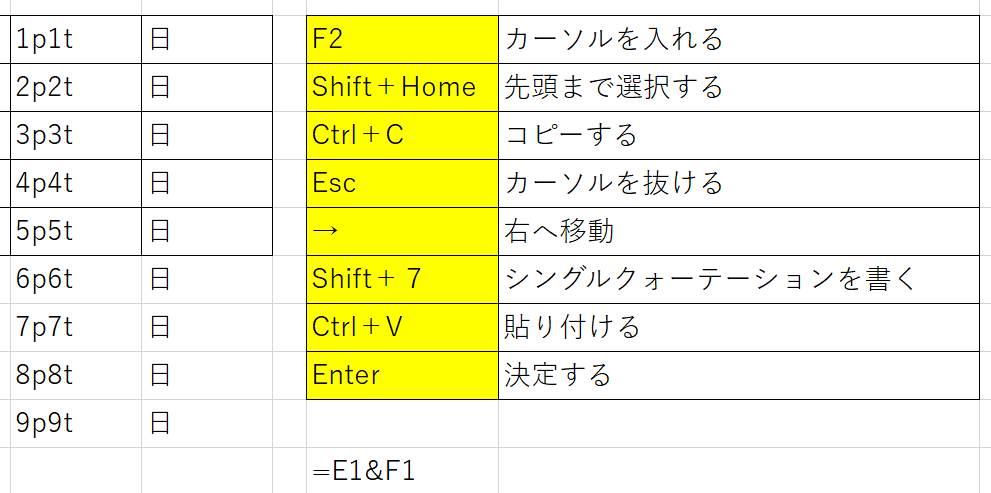 1p1t 日 F2 カーソルを入れる
2p2t 日 Shift＋Home 先頭まで選択する
3p3t 日 Ctrl＋C コピーする
4p4t 日 Esc カーソルを抜ける
5p5t 日 → 右へ移動
6p6t 日 Shift＋７ シングルクォーテーションを書く
7p7t 日 Ctrl＋V 貼り付ける
8p8t 日 Enter 決定する
9p9t 日
=E1&F1